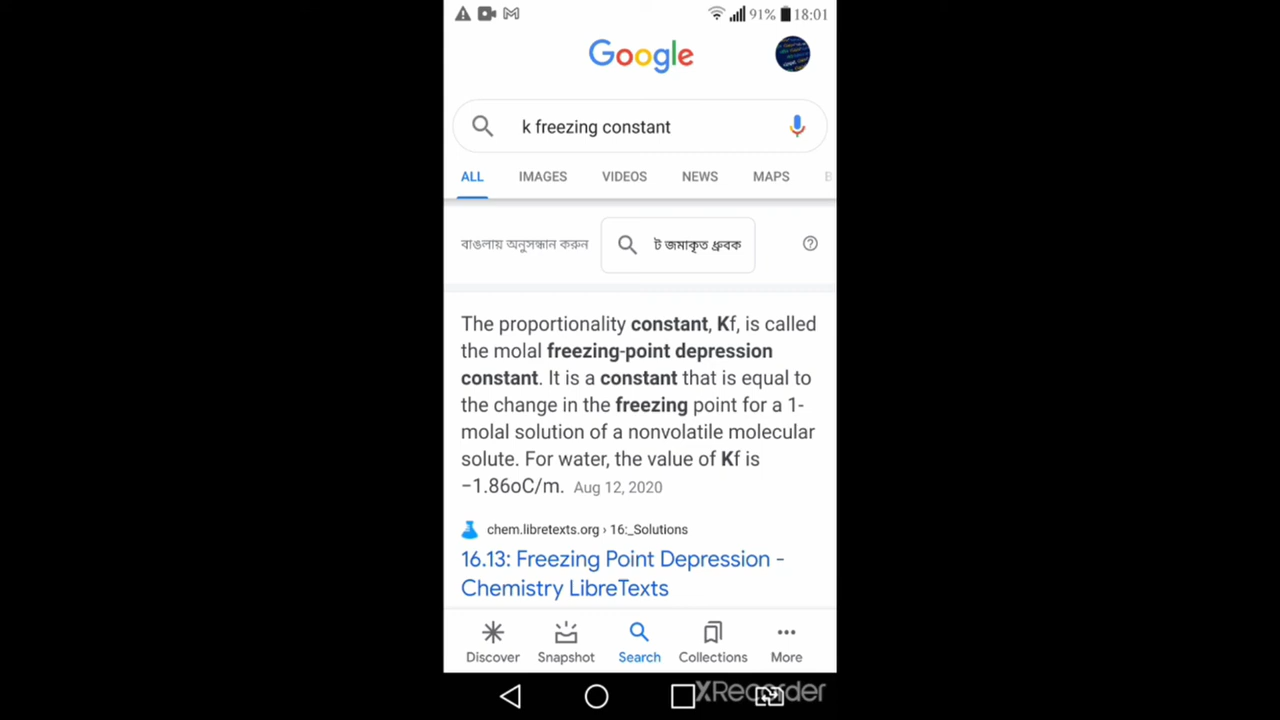 91% 18:01
Google
k freezing constant
ALL IMAGES VIDEOS NEWS MAPS
বাঙলায় অনুসন্ধান করুন ট জমাকৃত ধ্রুবক
The proportionality constant, Kf, is called
the molal freezing-point depression
constant. It is a constant that is equal to
the change in the freezing point for a 1-
molal solution of a nonvolatile molecular
solute. For water, the value of Kf is
−1.86oC/m. Aug 12, 2020
chem.libretexts.org › 16:_Solutions
16.13: Freezing Point Depression -
Chemistry LibreTexts
Discover Snapshot Search Collections More
XRecorder